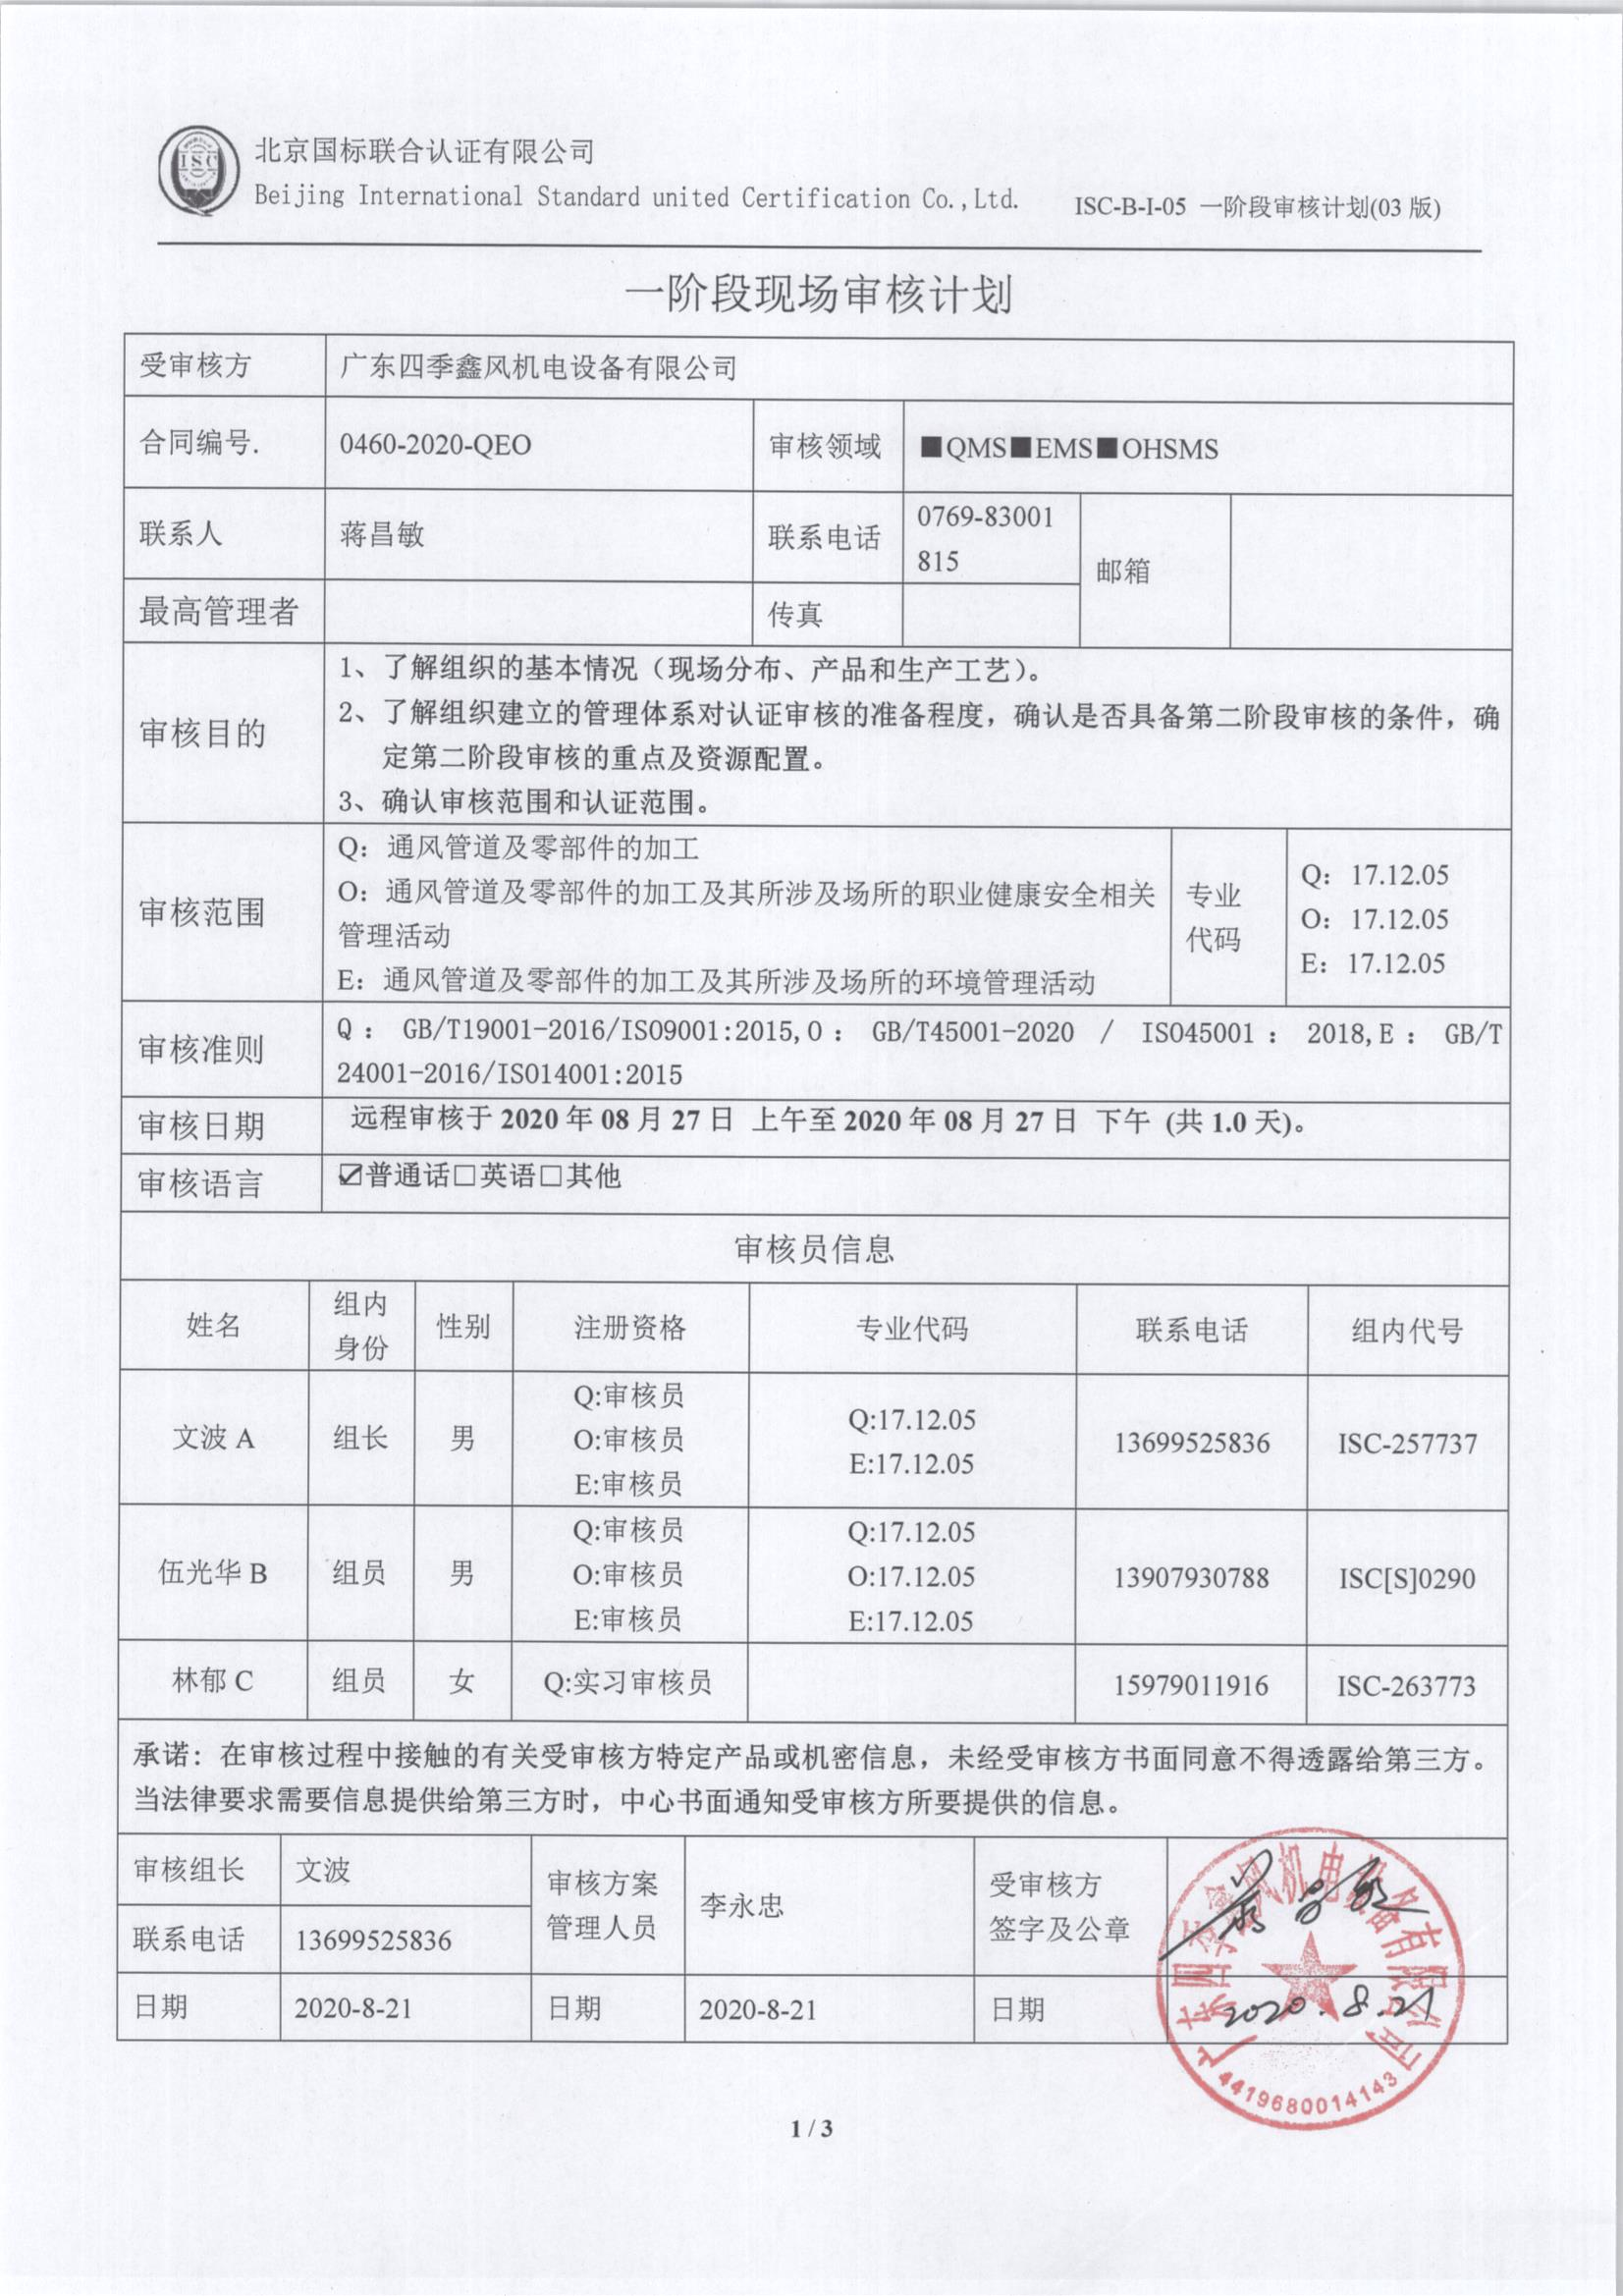 ISC
北京国标联合认证有限公司
Beijing International Standard united Certification Co.,Ltd.
ISC-B-I-05 一阶段审核计划(03 版)
一阶段现场审核计划
受审核方 广东四季鑫风机电设备有限公司
合同编号. 0460-2020-QEO 审核领域 ■QMS■EMS■OHSMS
联系人 蒋昌敏 联系电话 0769-83001
815
邮箱
最高管理者 传真
审核目的
1、了解组织的基本情况（现场分布、产品和生产工艺）。
2、了解组织建立的管理体系对认证审核的准备程度，确认是否具备第二阶段审核的条件，确
定第二阶段审核的重点及资源配置。
3、确认审核范围和认证范围。
审核范围
Q：通风管道及零部件的加工
O：通风管道及零部件的加工及其所涉及场所的职业健康安全相关
管理活动
E：通风管道及零部件的加工及其所涉及场所的环境管理活动
专业
代码
Q：17.12.05
O：17.12.05
E：17.12.05
审核准则
Q：GB/T19001-2016/ISO9001:2015,O：GB/T45001-2020 / ISO45001：2018,E：GB/T
24001-2016/ISO14001:2015
审核日期 远程审核于 2020 年 08 月 27 日 上午至 2020 年 08 月 27 日 下午 (共 1.0 天)。
审核语言 ☑普通话□英语□其他
审核员信息
姓名 组内
身份
性别 注册资格 专业代码 联系电话 组内代号
文波 A 组长 男
Q:审核员
O:审核员
E:审核员
Q:17.12.05
E:17.12.05
13699525836 ISC-257737
伍光华 B 组员 男
Q:审核员
O:审核员
E:审核员
Q:17.12.05
O:17.12.05
E:17.12.05
13907930788 ISC[S]0290
林郁 C 组员 女 Q:实习审核员 15979011916 ISC-263773
承诺：在审核过程中接触的有关受审核方特定产品或机密信息，未经受审核方书面同意不得透露给第三方。
当法律要求需要信息提供给第三方时，中心书面通知受审核方所要提供的信息。
审核组长 文波
审核方案
管理人员
李永忠
受审核方
签字及公章
蒋昌敏
联系电话 13699525836
日期 2020-8-21 日期 2020-8-21 日期 2020.8.21
广东四季鑫风机电设备有限公司
4419680014143
1 / 3